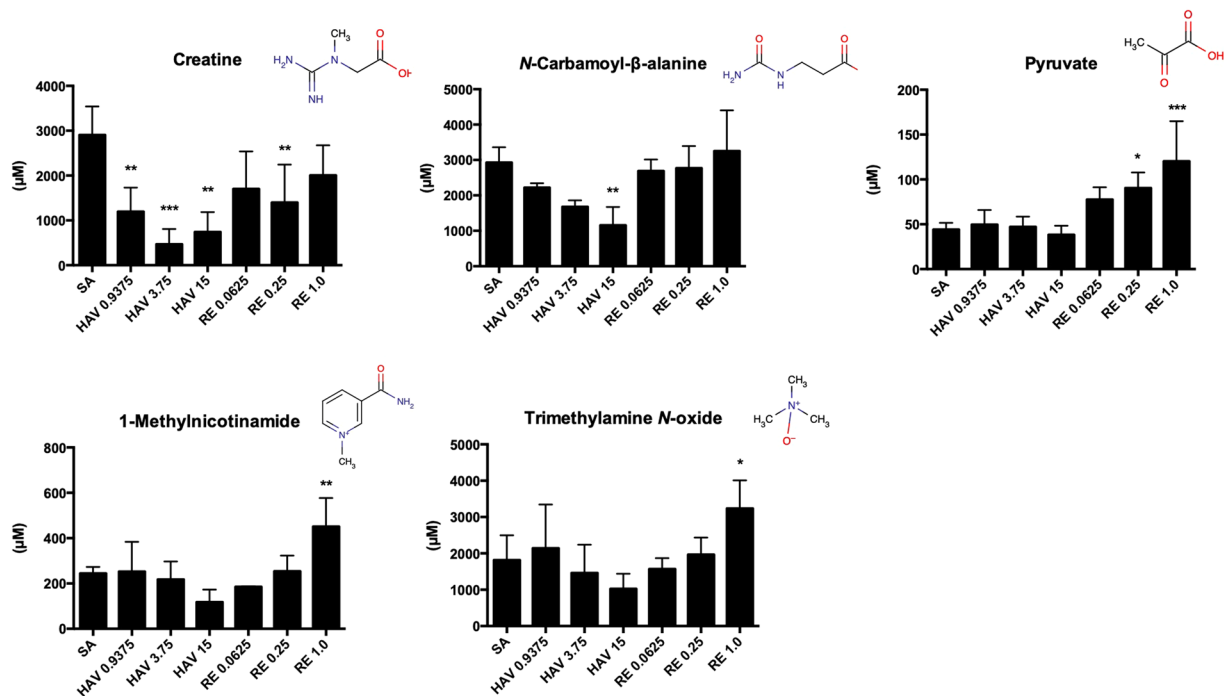 Creatine
H₂N
NH
N
CH₃
O
OH
4000
3000
2000
1000
0
(µM)
**
***
**
**
SA
HAV 0.9375
HAV 3.75
HAV 15
RE 0.0625
RE 0.25
RE 1.0
N-Carbamoyl-β-alanine
O
H₂N
N
H
O
5000
4000
3000
2000
1000
0
(µM)
**
SA
HAV 0.9375
HAV 3.75
HAV 15
RE 0.0625
RE 0.25
RE 1.0
Pyruvate
H₃C
O
O
OH
200
150
100
50
0
(µM)
*
***
SA
HAV 0.9375
HAV 3.75
HAV 15
RE 0.0625
RE 0.25
RE 1.0
1-Methylnicotinamide
O
NH₂
N⁺
CH₃
800
600
400
200
0
(µM)
**
SA
HAV 0.9375
HAV 3.75
HAV 15
RE 0.0625
RE 0.25
RE 1.0
Trimethylamine N-oxide
CH₃
H₃C
N⁺
CH₃
O⁻
5000
4000
3000
2000
1000
0
(µM)
*
SA
HAV 0.9375
HAV 3.75
HAV 15
RE 0.0625
RE 0.25
RE 1.0